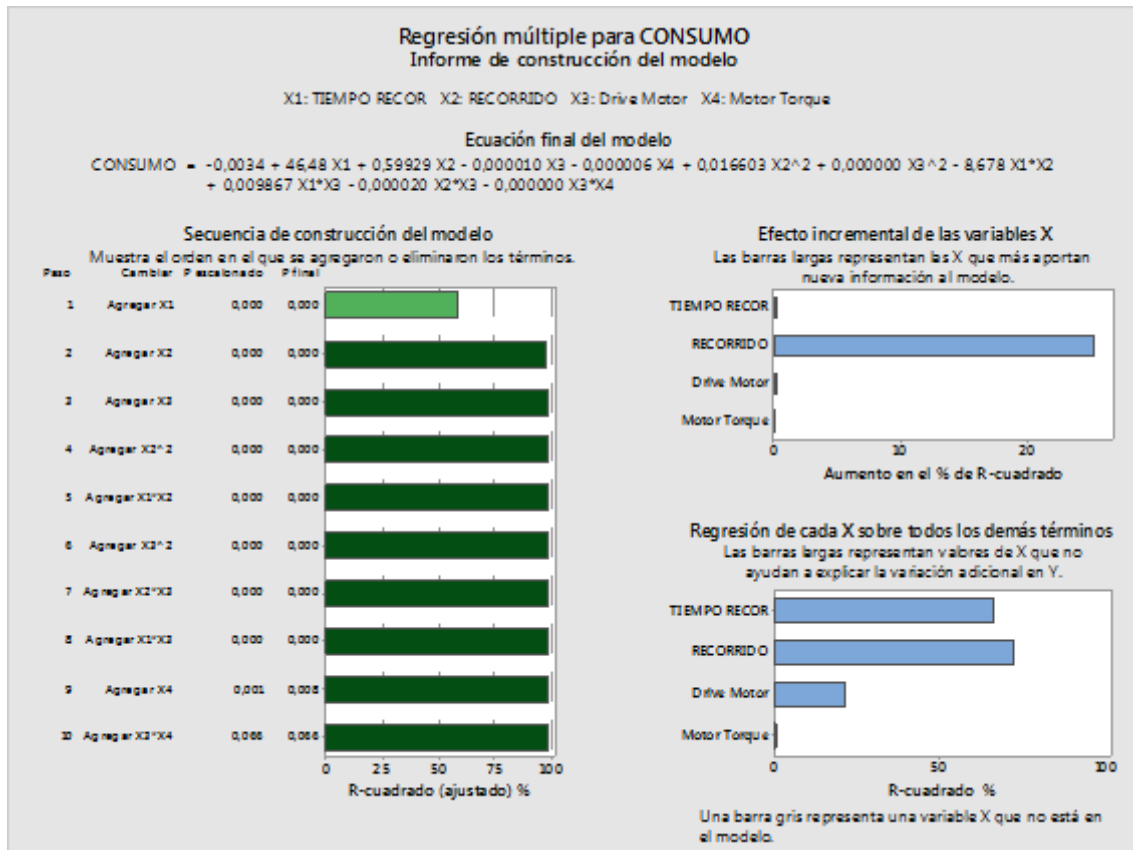 Regresión múltiple para CONSUMO
Informe de construcción del modelo
X1: TIEMPO RECOR X2: RECORRIDO X3: Drive Motor X4: Motor Torque
Ecuación final del modelo
CONSUMO = -0,0034 + 46,48 X1 + 0,59929 X2 - 0,000010 X3 - 0,000006 X4 + 0,016603 X2^2 + 0,000000 X3^2 - 8,678 X1*X2
+ 0,009867 X1*X3 - 0,000020 X2*X3 - 0,000000 X3*X4
Secuencia de construcción del modelo
Muestra el orden en el que se agregaron o eliminaron los términos.
Paso Cambiar P escalonado P final
1 Agregar X1 0,000 0,000
2 Agregar X2 0,000 0,000
3 Agregar X3 0,000 0,000
4 Agregar X2^2 0,000 0,000
5 Agregar X1*X2 0,000 0,000
6 Agregar X3^2 0,000 0,000
7 Agregar X2*X3 0,000 0,000
8 Agregar X1*X3 0,000 0,000
9 Agregar X4 0,001 0,008
10 Agregar X3*X4 0,066 0,066
0 25 50 75 100
R-cuadrado (ajustado) %
Efecto incremental de las variables X
Las barras largas representan las X que más aportan
nueva información al modelo.
TIEMPO RECOR
RECORRIDO
Drive Motor
Motor Torque
0 10 20
Aumento en el % de R-cuadrado
Regresión de cada X sobre todos los demás términos
Las barras largas representan valores de X que no
ayudan a explicar la variación adicional en Y.
TIEMPO RECOR
RECORRIDO
Drive Motor
Motor Torque
0 50 100
R-cuadrado %
Una barra gris representa una variable X que no está en
el modelo.